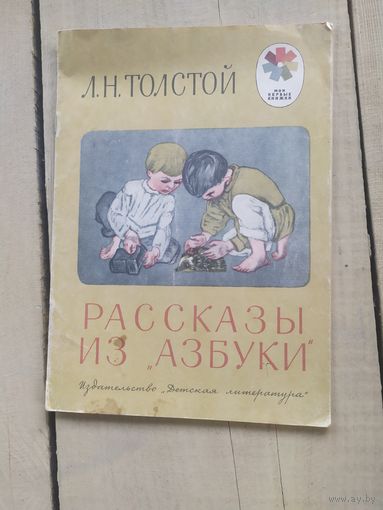 Л.Н.ТОЛСТОЙ
МОИ
ПЕРВЫЕ
КНИЖКИ
РАССКАЗЫ
ИЗ „АЗБУКИ"
Издательство „Детская литература"
www.ay.by